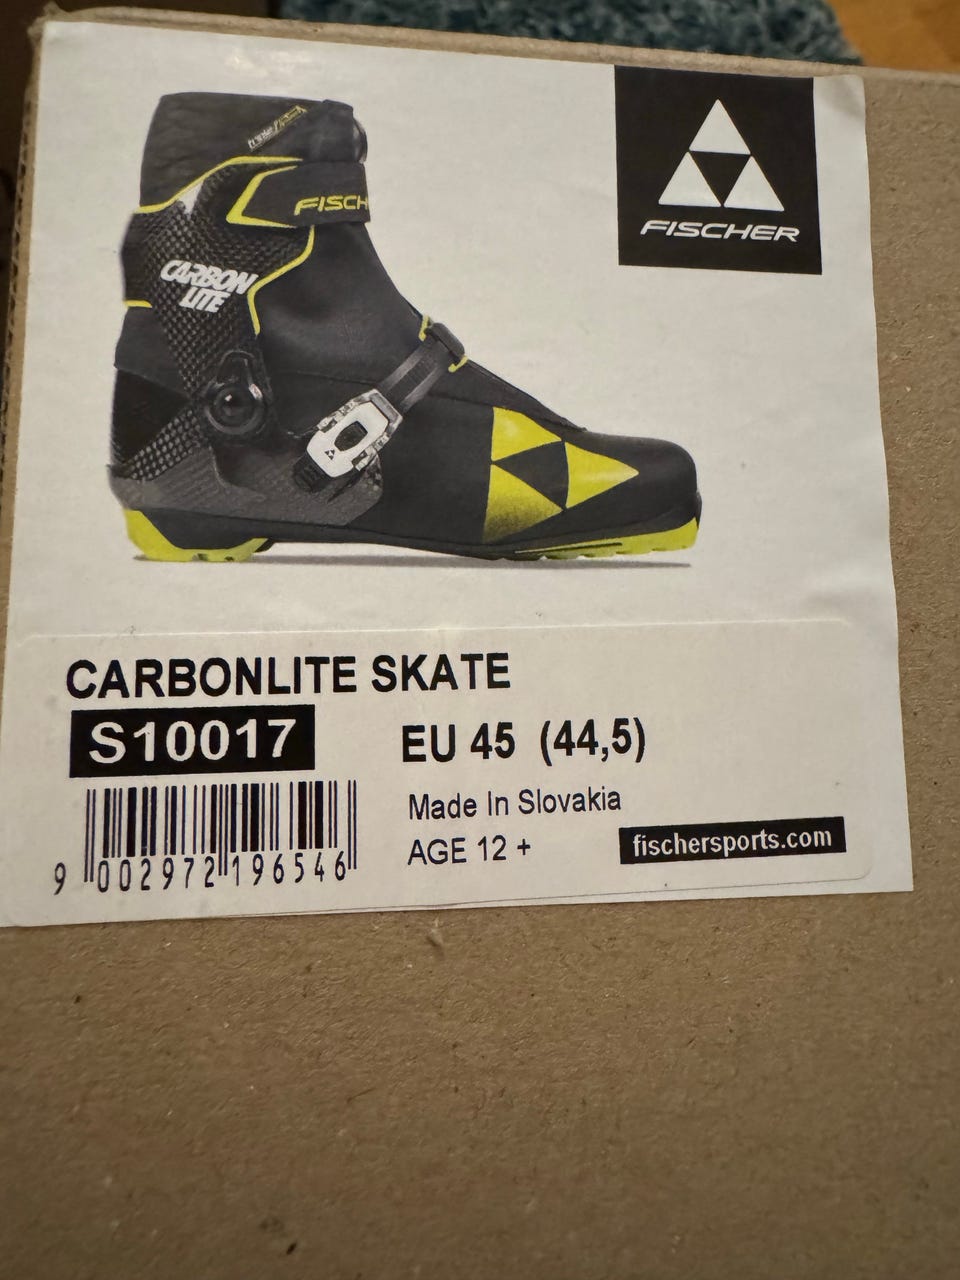 FISCHER
FISCH
CARBON
LITE
CARBONLITE SKATE
S10017
EU 45 (44,5)
Made In Slovakia
AGE 12 +
fischersports.com
9 002972 196546